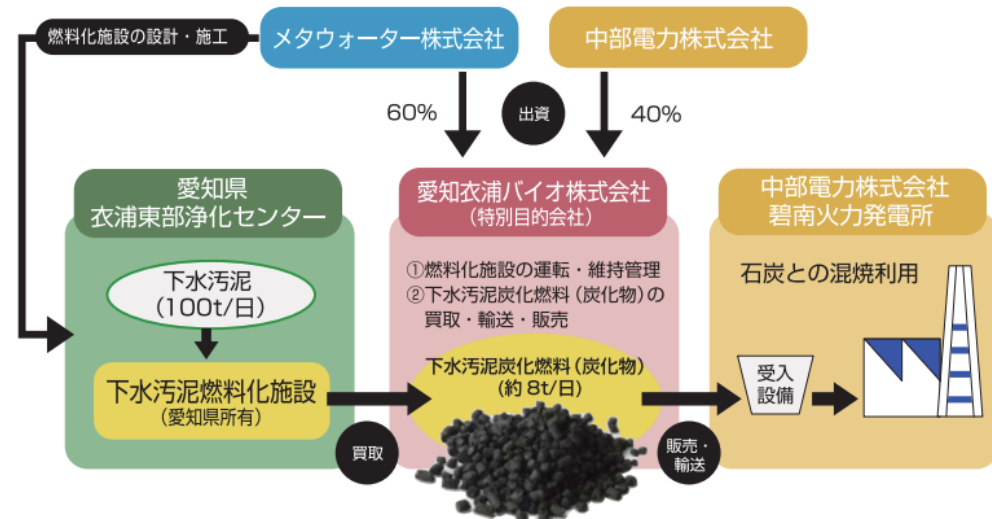 燃料化施設の設計・施工
メタウォーター株式会社
中部電力株式会社
60%
出資
40%
愛知県
衣浦東部浄化センター
下水汚泥
(100t/日)
下水汚泥燃料化施設
(愛知県所有)
買取
愛知衣浦バイオ株式会社
(特別目的会社)
①燃料化施設の運転・維持管理
②下水汚泥炭化燃料(炭化物)の
買取・輸送・販売
下水汚泥炭化燃料(炭化物)
(約8t/日)
販売・
輸送
中部電力株式会社
碧南火力発電所
石炭との混焼利用
受入
設備